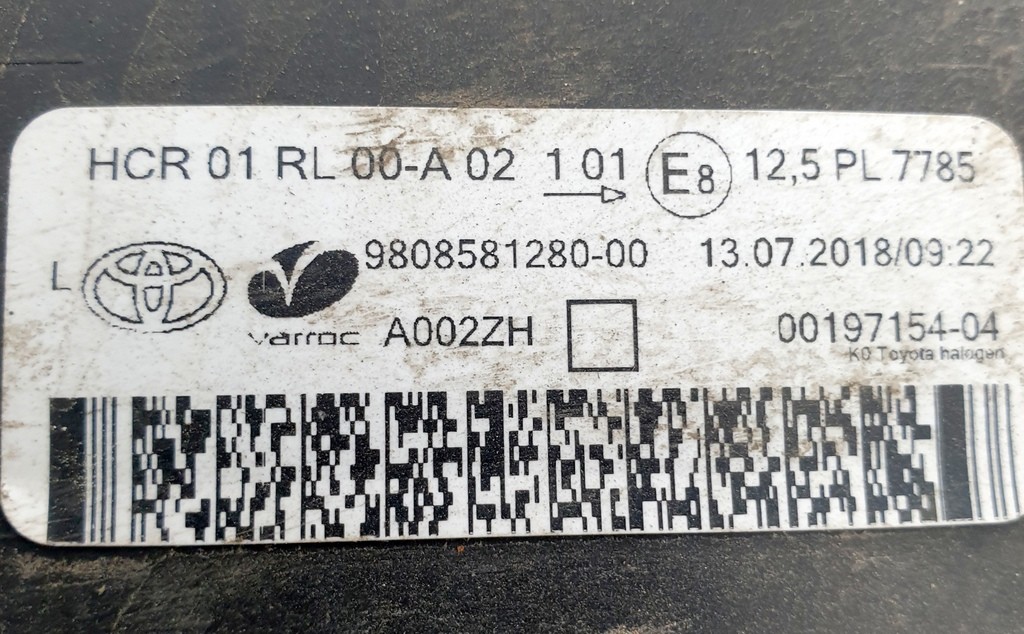 HCR 01 RL 00-A 02 1 01 E8 12,5 PL 7785
L varroc 9808581280-00 13.07.2018/09:22
A002ZH 00197154-04
K0 Toyota halogen